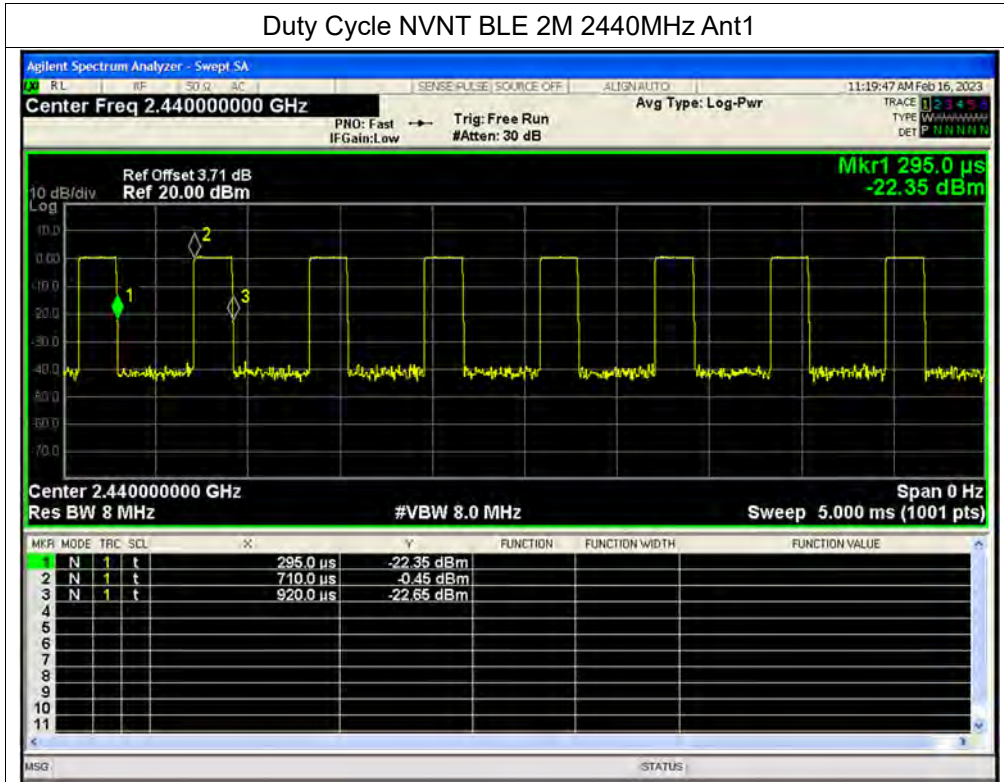 Duty Cycle NVNT BLE 2M 2440MHz Ant1
Agilent Spectrum Analyzer - Swept SA
LXI RL RF 50 Ω AC SENSE:PULSE SOURCE OFF ALIGN AUTO 11:19:47 AM Feb 16, 2023
Center Freq 2.440000000 GHz
PNO: Fast
IFGain:Low
Trig: Free Run
#Atten: 30 dB
Avg Type: Log-Pwr
TRACE 1 2 3 4 5 6
TYPE W
DET P N N N N N
Mkr1 295.0 µs
-22.35 dBm
Ref Offset 3.71 dB
10 dB/div Ref 20.00 dBm
Log
10.0
0.00
-10.0
-20.0
-30.0
-40.0
-50.0
-60.0
-70.0
1
2
3
Center 2.440000000 GHz Span 0 Hz
Res BW 8 MHz #VBW 8.0 MHz Sweep 5.000 ms (1001 pts)
MKR MODE TRC SCL X Y FUNCTION FUNCTION WIDTH FUNCTION VALUE
1 N 1 t 295.0 µs -22.35 dBm
2 N 1 t 710.0 µs -0.45 dBm
3 N 1 t 920.0 µs -22.65 dBm
4
5
6
7
8
9
10
11
MSG STATUS